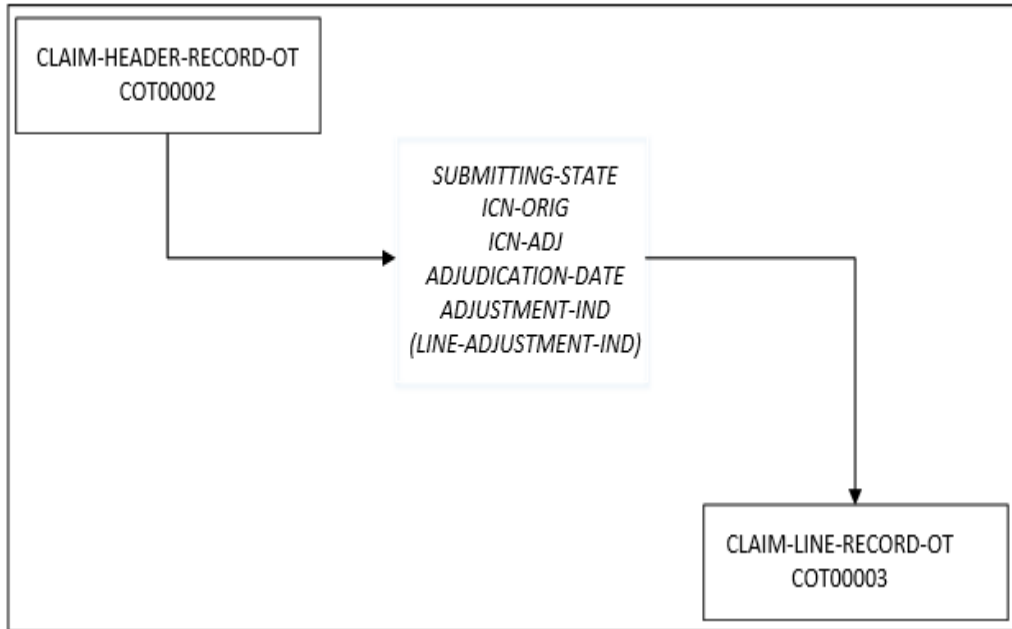 CLAIM-HEADER-RECORD-OT
COT00002
SUBMITTING-STATE
ICN-ORIG
ICN-ADJ
ADJUDICATION-DATE
ADJUSTMENT-IND
(LINE-ADJUSTMENT-IND)
CLAIM-LINE-RECORD-OT
COT00003